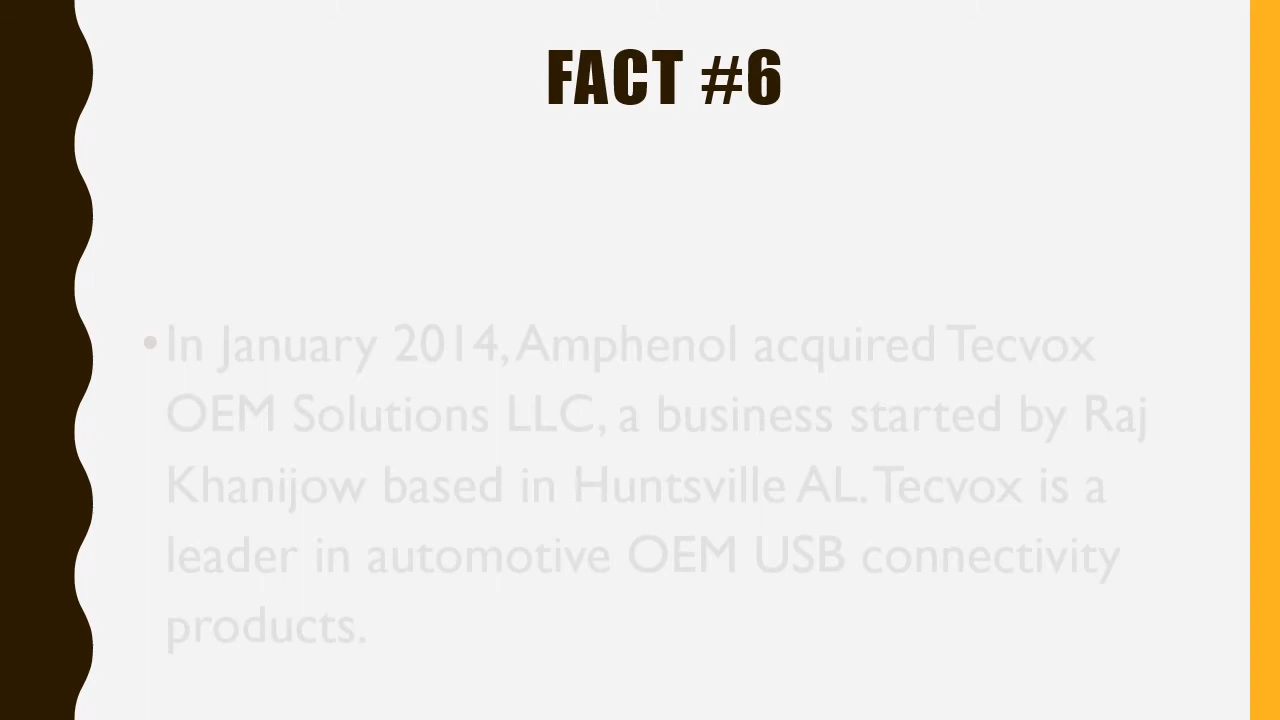 FACT #6
• In January 2014, Amphenol acquired Tecvox
OEM Solutions LLC, a business started by Raj
Khanijow based in Huntsville AL. Tecvox is a
leader in automotive OEM USB connectivity
products.